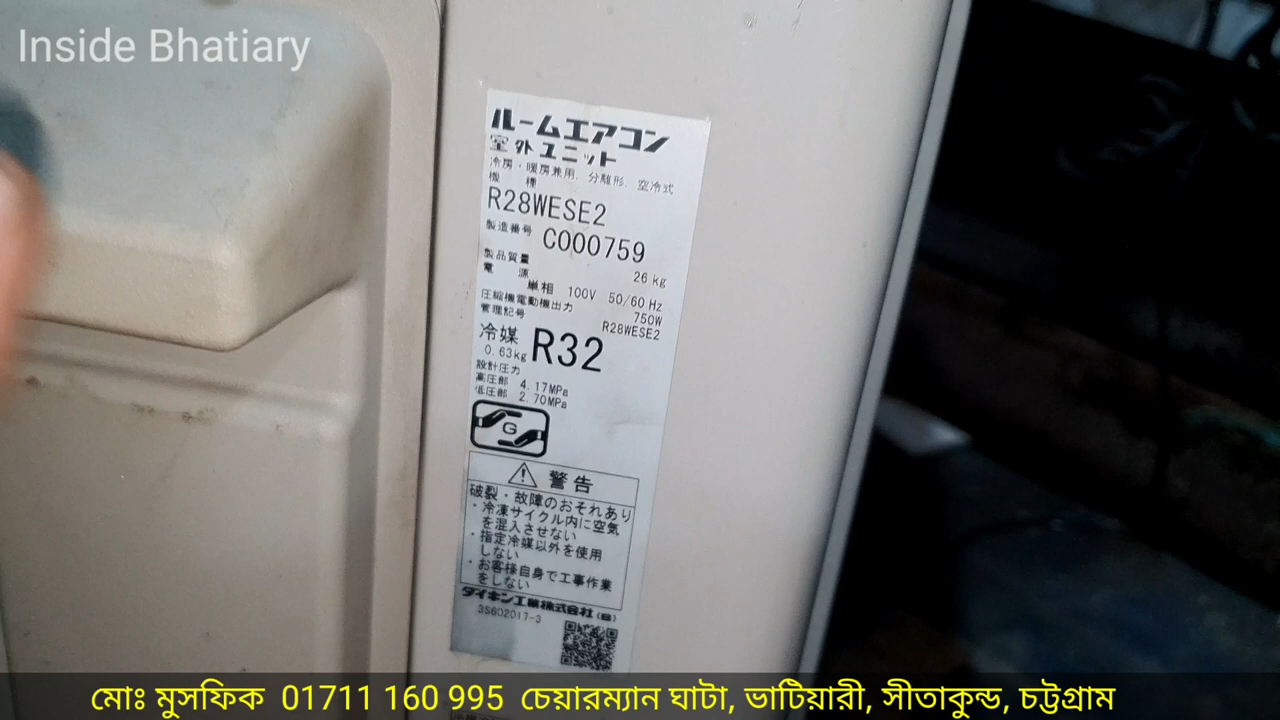 Inside Bhatiary
ルームエアコン
室外ユニット
冷房・暖房兼用, 分離形, 空冷式
機 種
R28WESE2
製造番号 C000759
製品質量 26 kg
電 源
単相 100V 50/60 Hz
圧縮機電動機出力 750W
管理記号 R28WESE2
冷媒 R32
0.63kg
設計圧力
高圧部 4.17MPa
低圧部 2.70MPa
G
警告
破裂・故障のおそれあり
・冷凍サイクル内に空気
を混入させない
・指定冷媒以外を使用
しない
・お客様自身で工事作業
をしない
ダイキン工業株式会社(B)
3S602017-3
মোঃ মুসফিক 01711 160 995 চেয়ারম্যান ঘাটা, ভাটিয়ারী, সীতাকুন্ড, চট্টগ্রাম